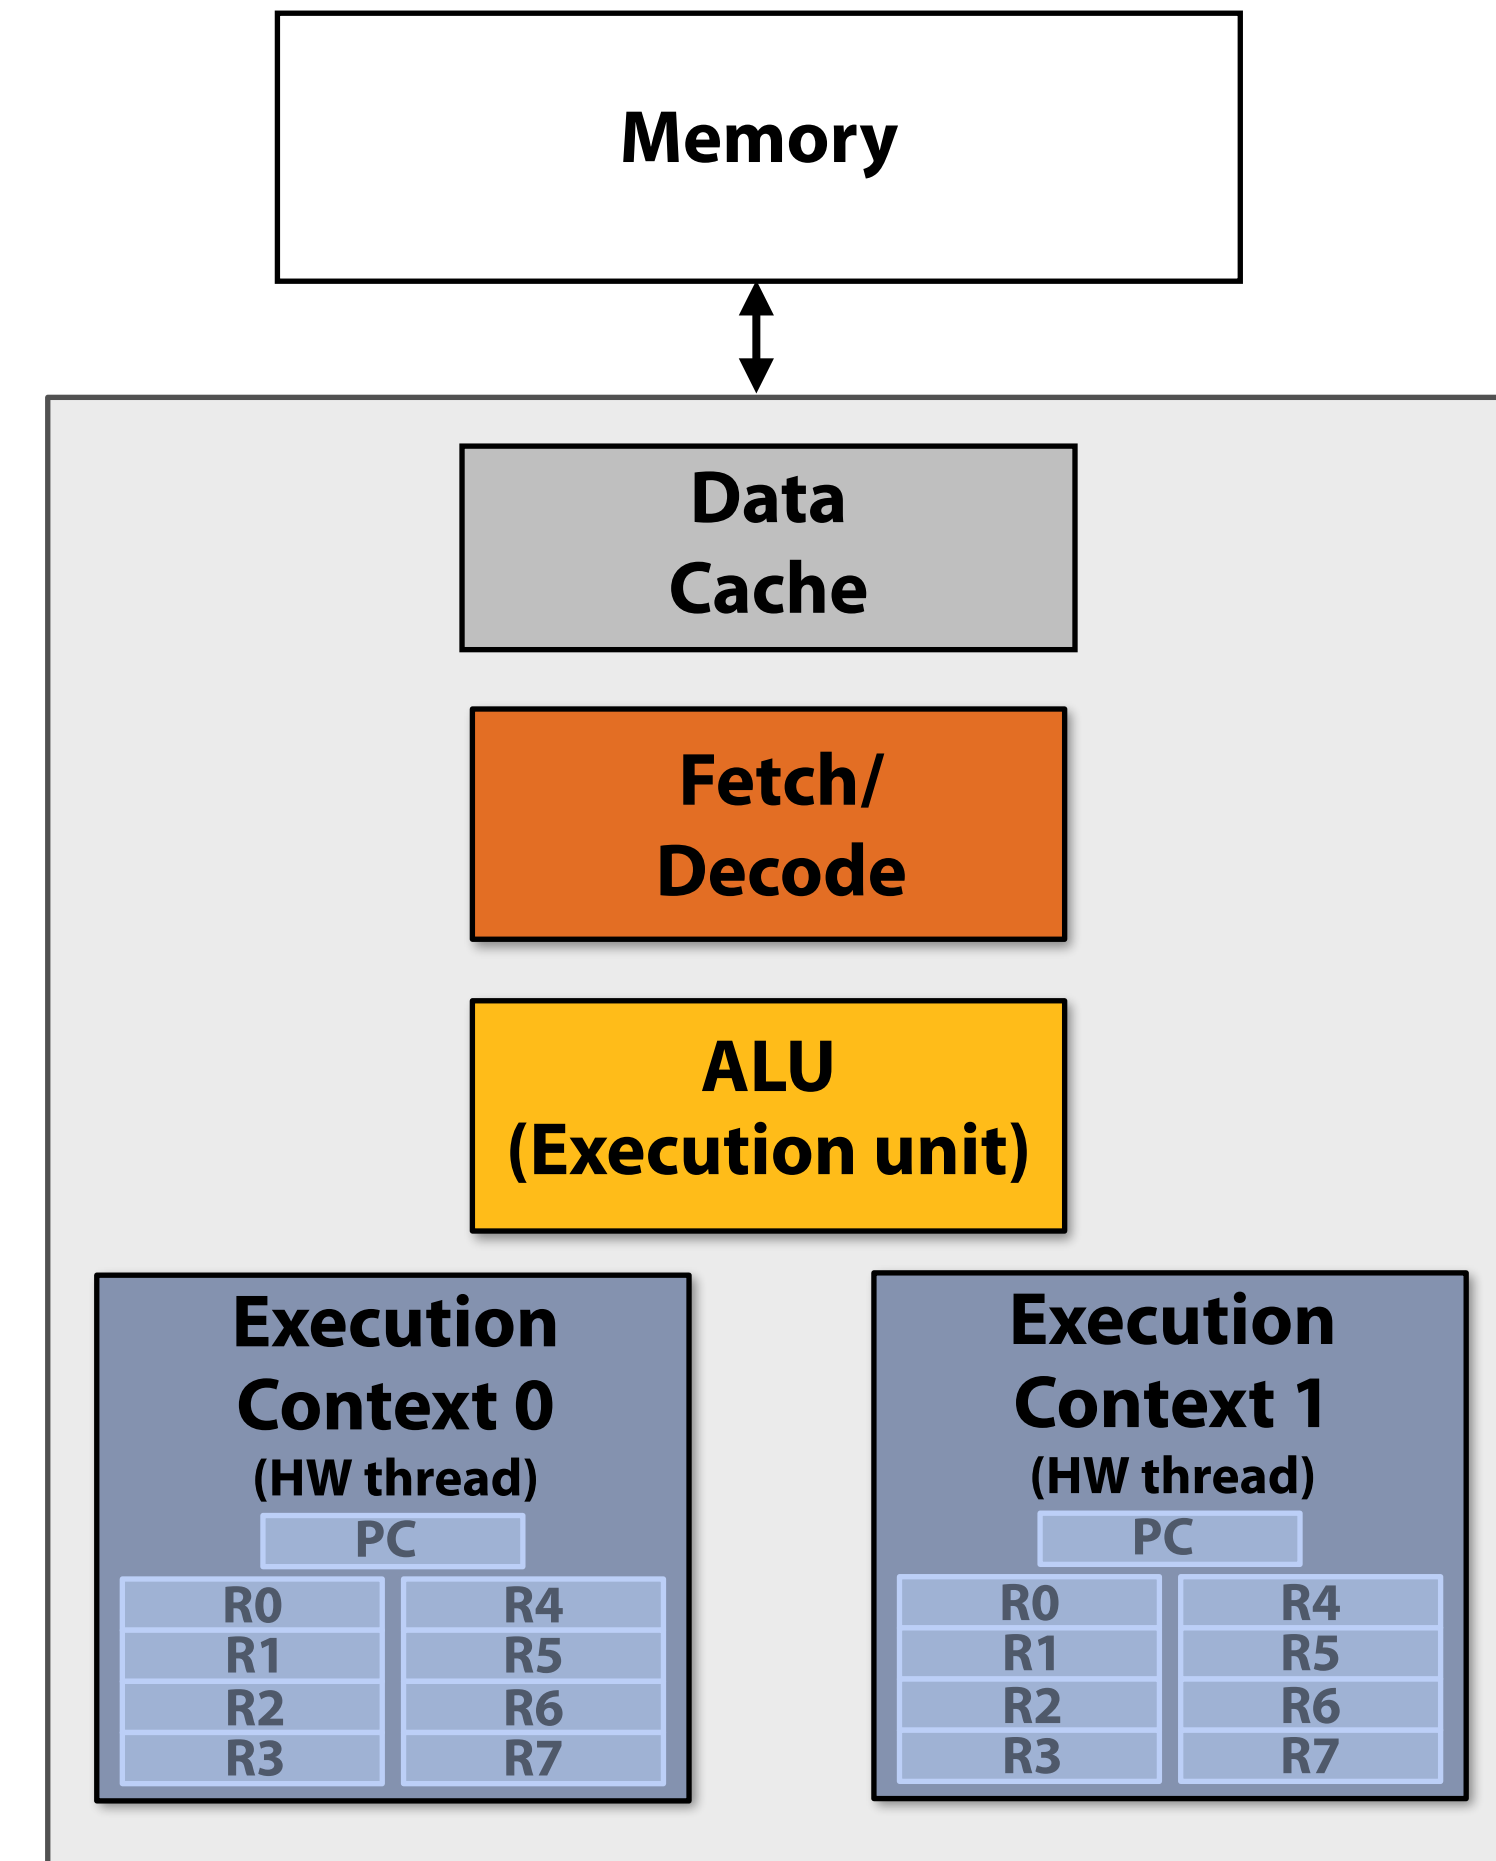 Memory
Data
Cache
Fetch/
Decode
ALU
(Execution unit)
Execution
Context 0
(HW thread)
PC
R0
R1
R2
R3
R4
R5
R6
R7
Execution
Context 1
(HW thread)
PC
R0
R1
R2
R3
R4
R5
R6
R7